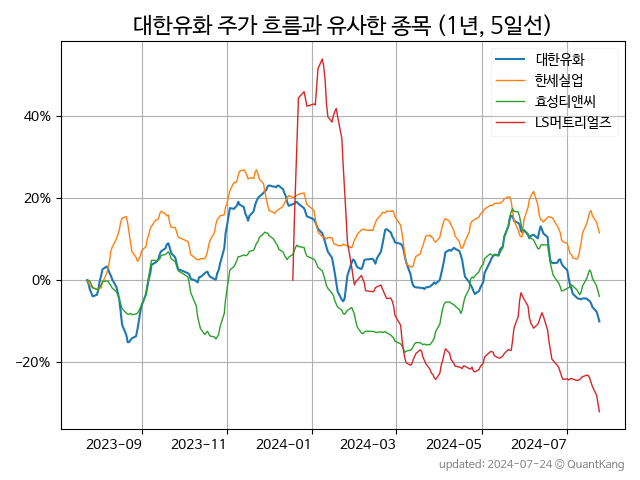 대한유화 주가 흐름과 유사한 종목 (1년, 5일선)
대한유화
한세실업
효성티앤씨
LS머트리얼즈
40%
20%
0%
−20%
2023-09 2023-11 2024-01 2024-03 2024-05 2024-07
updated: 2024-07-24 © QuantKang